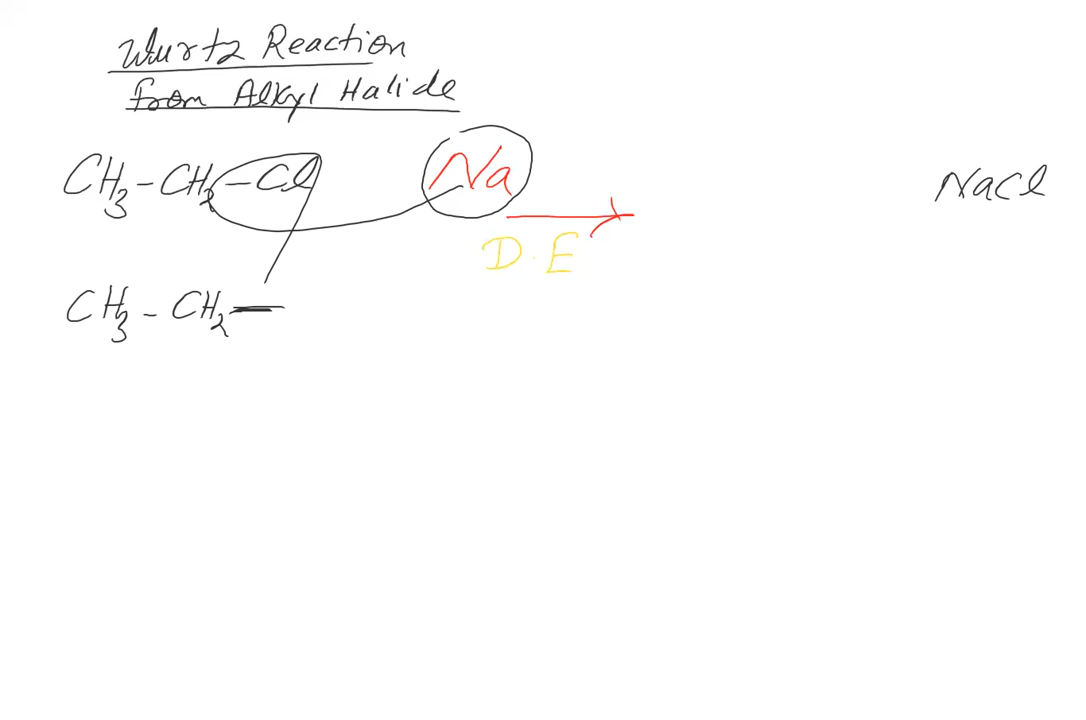 Wurtz Reaction
from Alkyl Halide
CH₃-CH₂-Cl Na NaCl
D.E
CH₃-CH₂-